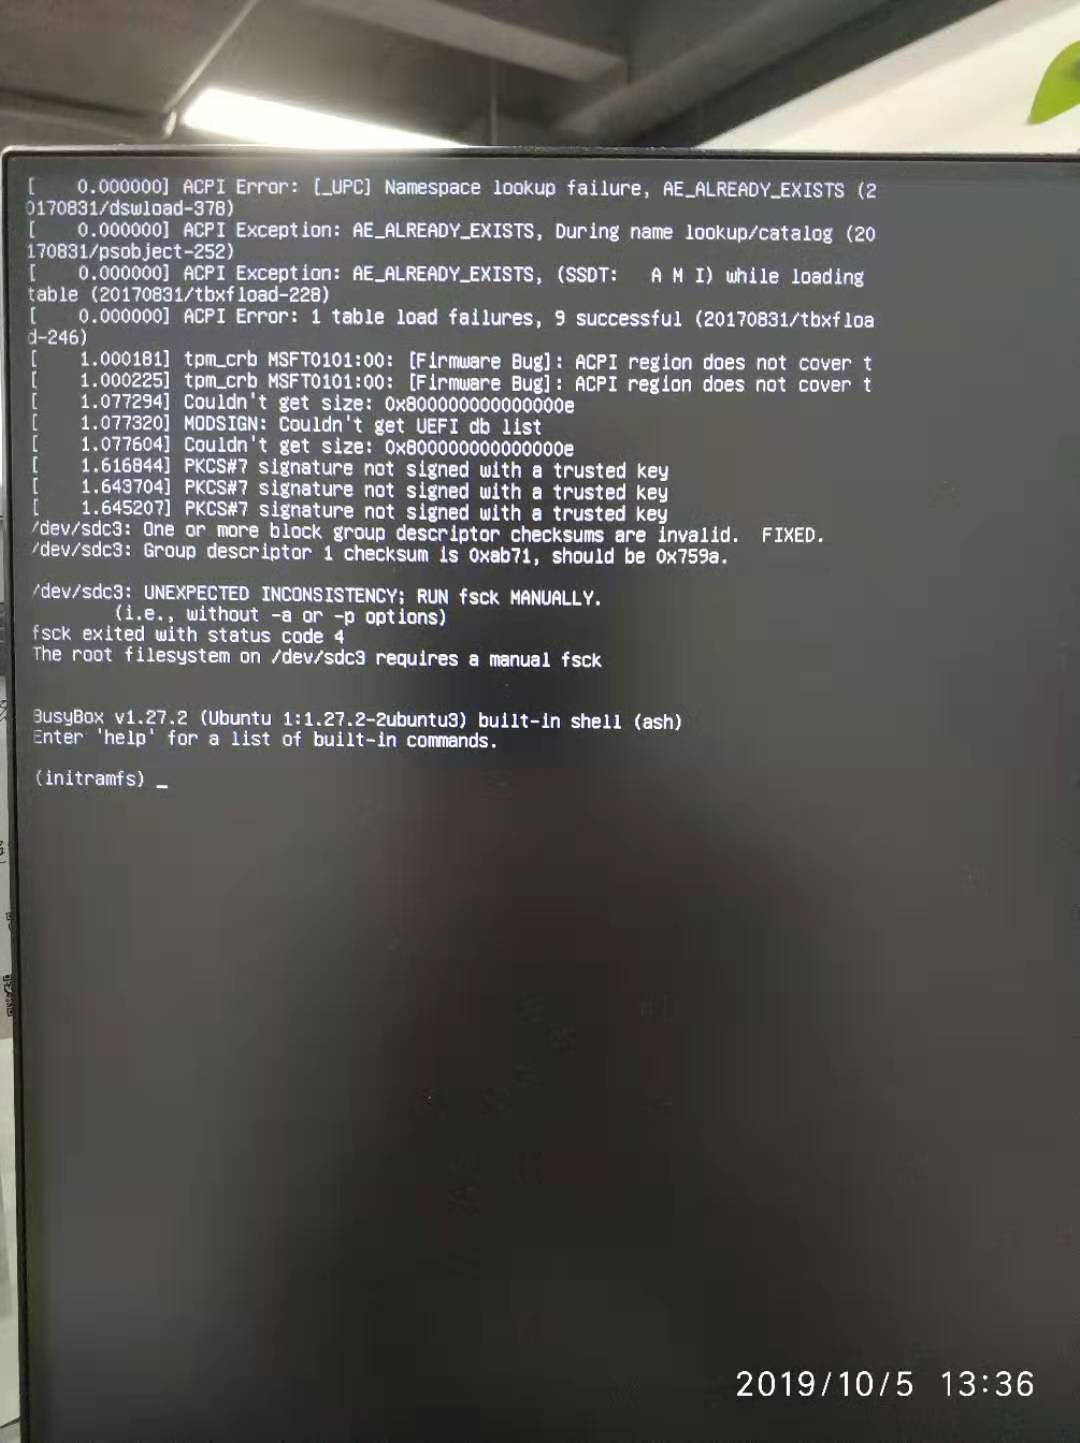 [    0.000000] ACPI Error: [_UPC] Namespace lookup failure, AE_ALREADY_EXISTS (2
0170831/dswload-378)
[    0.000000] ACPI Exception: AE_ALREADY_EXISTS, During name lookup/catalog (20
170831/psobject-252)
[    0.000000] ACPI Exception: AE_ALREADY_EXISTS, (SSDT:   A M I) while loading
table (20170831/tbxfload-228)
[    0.000000] ACPI Error: 1 table load failures, 9 successful (20170831/tbxfloa
d-246)
[    1.000181] tpm_crb MSFT0101:00: [Firmware Bug]: ACPI region does not cover t
[    1.000225] tpm_crb MSFT0101:00: [Firmware Bug]: ACPI region does not cover t
[    1.077294] Couldn't get size: 0x800000000000000e
[    1.077320] MODSIGN: Couldn't get UEFI db list
[    1.077604] Couldn't get size: 0x800000000000000e
[    1.616844] PKCS#7 signature not signed with a trusted key
[    1.643704] PKCS#7 signature not signed with a trusted key
[    1.645207] PKCS#7 signature not signed with a trusted key
/dev/sdc3: One or more block group descriptor checksums are invalid.  FIXED.
/dev/sdc3: Group descriptor 1 checksum is 0xab71, should be 0x759a.
/dev/sdc3: UNEXPECTED INCONSISTENCY; RUN fsck MANUALLY.
        (i.e., without -a or -p options)
fsck exited with status code 4
The root filesystem on /dev/sdc3 requires a manual fsck
BusyBox v1.27.2 (Ubuntu 1:1.27.2-2ubuntu3) built-in shell (ash)
Enter 'help' for a list of built-in commands.
(initramfs) _
2019/10/5 13:36